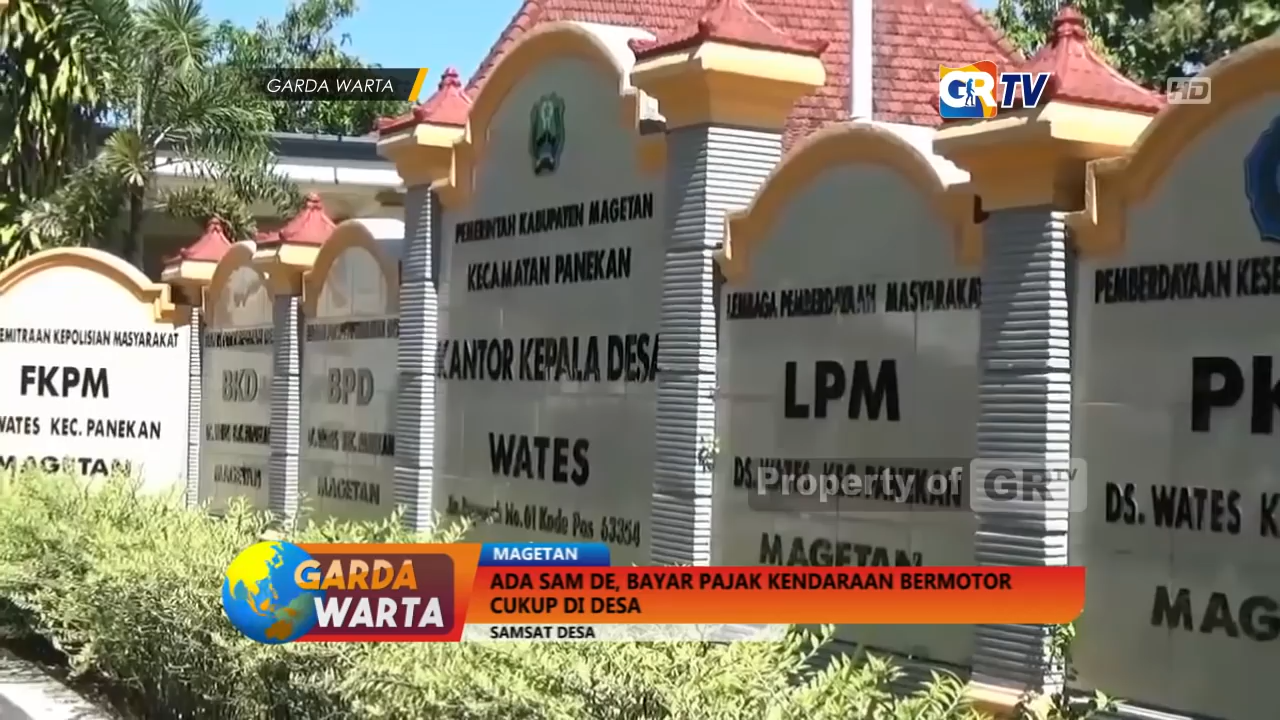 GARDA WARTA
GRTV
HD
EMITRAAN KEPOLISIAN MASYARAKAT
FKPM
WATES KEC. PANEKAN
MAGETAN
BKD
MAGETAN
BPD
MAGETAN
PEMERINTAH KABUPATEN MAGETAN
KECAMATAN PANEKAN
KANTOR KEPALA DESA
WATES
No. 01 Kode Pos 63354
LEMBAGA PEMBERDAYAAN MASYARAKAT
LPM
DS. WATES KEC. PANEKAN
MAGETAN
PEMBERDAYAAN KESE
PK
DS. WATES K
MAG
Property of GRTV
GARDA
WARTA
MAGETAN
ADA SAM DE, BAYAR PAJAK KENDARAAN BERMOTOR
CUKUP DI DESA
SAMSAT DESA